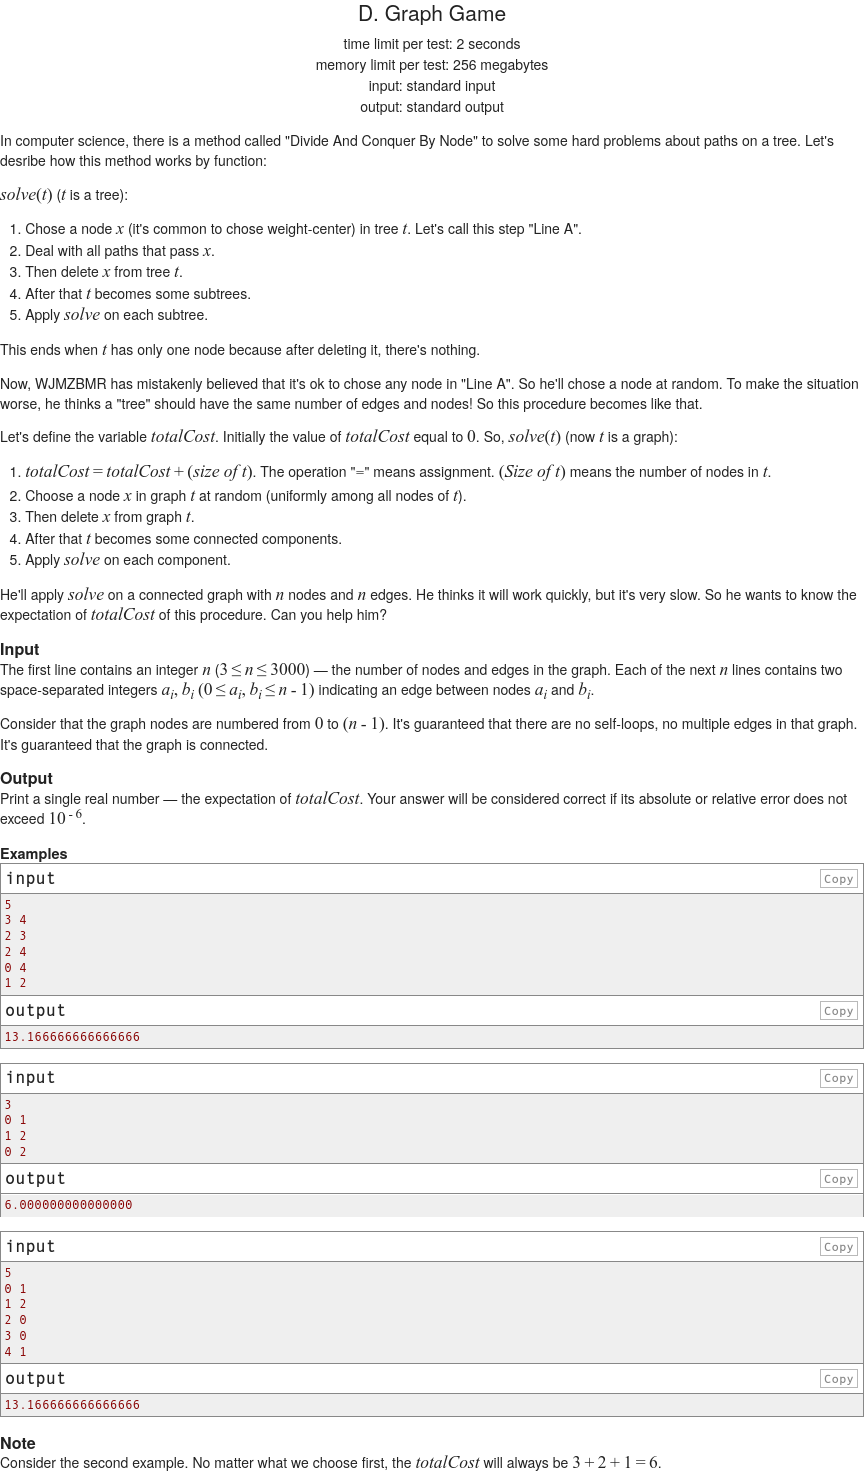 D. Graph Game
time limit per test: 2 seconds
memory limit per test: 256 megabytes
input: standard input
output: standard output
In computer science, there is a method called "Divide And Conquer By Node" to solve some hard problems about paths on a tree. Let's
desribe how this method works by function:
solve(t) (t is a tree):
1. Chose a node x (it's common to chose weight-center) in tree t. Let's call this step "Line A".
2. Deal with all paths that pass x.
3. Then delete x from tree t.
4. After that t becomes some subtrees.
5. Apply solve on each subtree.
This ends when t has only one node because after deleting it, there's nothing.
Now, WJMZBMR has mistakenly believed that it's ok to chose any node in "Line A". So he'll chose a node at random. To make the situation
worse, he thinks a "tree" should have the same number of edges and nodes! So this procedure becomes like that.
Let's define the variable totalCost. Initially the value of totalCost equal to 0. So, solve(t) (now t is a graph):
1. totalCost = totalCost + (size of t). The operation "=" means assignment. (Size of t) means the number of nodes in t.
2. Choose a node x in graph t at random (uniformly among all nodes of t).
3. Then delete x from graph t.
4. After that t becomes some connected components.
5. Apply solve on each component.
He'll apply solve on a connected graph with n nodes and n edges. He thinks it will work quickly, but it's very slow. So he wants to know the
expectation of totalCost of this procedure. Can you help him?
Input
The first line contains an integer n (3 ≤ n ≤ 3000) — the number of nodes and edges in the graph. Each of the next n lines contains two
space-separated integers ai, bi (0 ≤ ai, bi ≤ n - 1) indicating an edge between nodes ai and bi.
Consider that the graph nodes are numbered from 0 to (n - 1). It's guaranteed that there are no self-loops, no multiple edges in that graph.
It's guaranteed that the graph is connected.
Output
Print a single real number — the expectation of totalCost. Your answer will be considered correct if its absolute or relative error does not
exceed 10 - 6.
Examples
input Copy
5
3 4
2 3
2 4
0 4
1 2
output Copy
13.166666666666666
input Copy
3
0 1
1 2
0 2
output Copy
6.000000000000000
input Copy
5
0 1
1 2
2 0
3 0
4 1
output Copy
13.166666666666666
Note
Consider the second example. No matter what we choose first, the totalCost will always be 3 + 2 + 1 = 6.